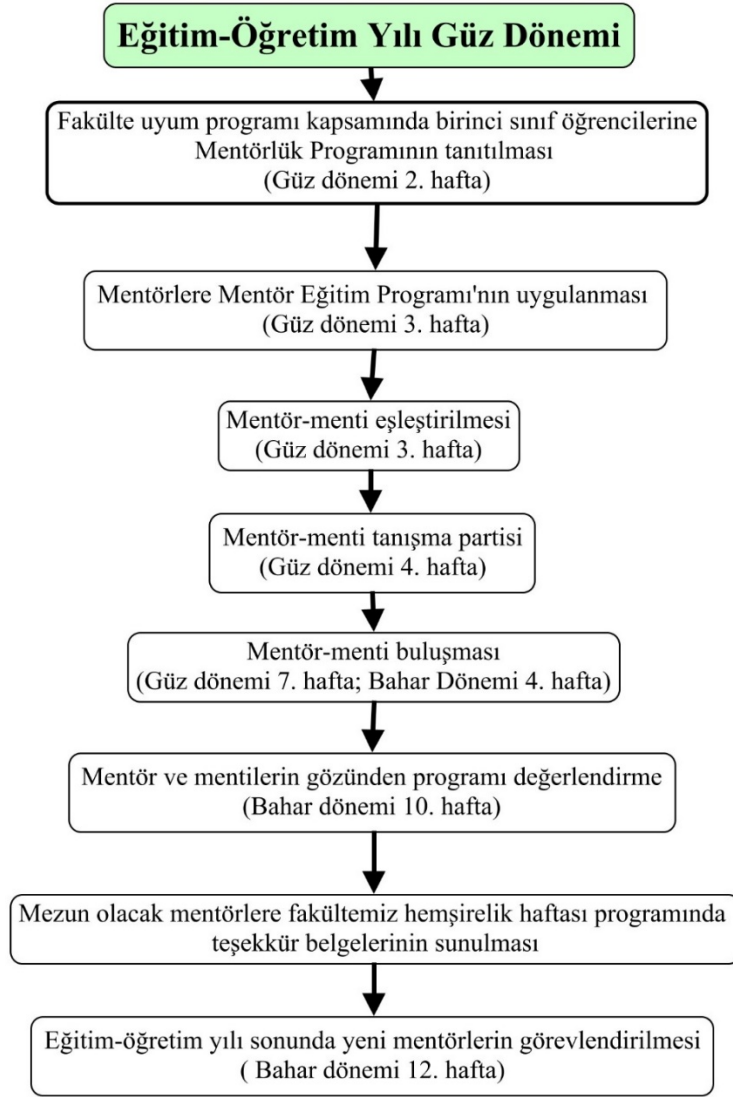 Eğitim-Öğretim Yılı Güz Dönemi
Fakülte uyum programı kapsamında birinci sınıf öğrencilerine
Mentörlük Programının tanıtılması
(Güz dönemi 2. hafta)
Mentörlere Mentör Eğitim Programı'nın uygulanması
(Güz dönemi 3. hafta)
Mentör-menti eşleştirilmesi
(Güz dönemi 3. hafta)
Mentör-menti tanışma partisi
(Güz dönemi 4. hafta)
Mentör-menti buluşması
(Güz dönemi 7. hafta; Bahar Dönemi 4. hafta)
Mentör ve mentilerin gözünden programı değerlendirme
(Bahar dönemi 10. hafta)
Mezun olacak mentörlere fakültemiz hemşirelik haftası programında
teşekkür belgelerinin sunulması
Eğitim-öğretim yılı sonunda yeni mentörlerin görevlendirilmesi
( Bahar dönemi 12. hafta)